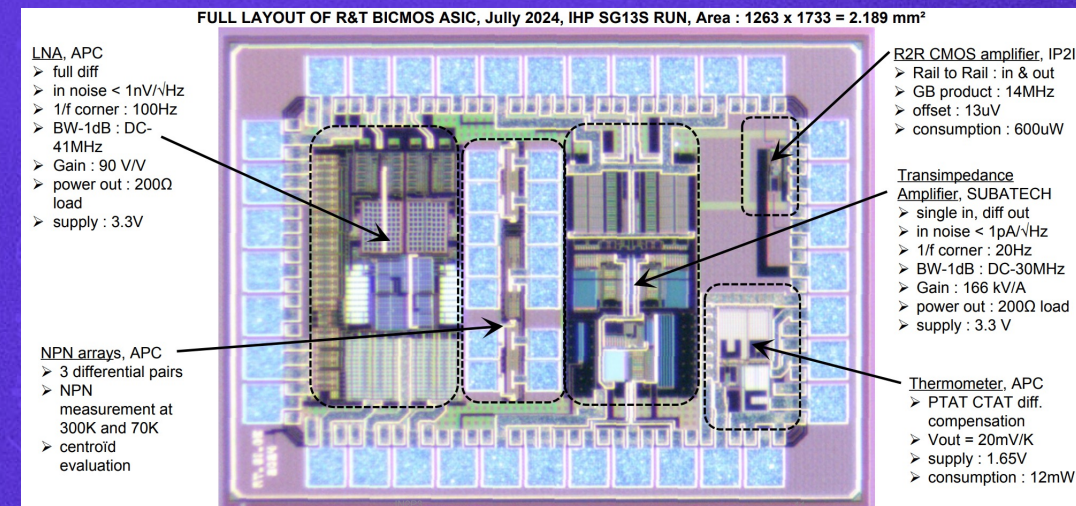 FULL LAYOUT OF R&T BICMOS ASIC, Jully 2024, IHP SG13S RUN, Area : 1263 x 1733 = 2.189 mm²
LNA, APC
➢ full diff
➢ in noise < 1nV/√Hz
➢ 1/f corner : 100Hz
➢ BW-1dB : DC-
41MHz
➢ Gain : 90 V/V
➢ power out : 200Ω
load
➢ supply : 3.3V
NPN arrays, APC
➢ 3 differential pairs
➢ NPN
measurement at
300K and 70K
➢ centroïd
evaluation
R2R CMOS amplifier, IP2I
➢ Rail to Rail : in & out
➢ GB product : 14MHz
➢ offset : 13uV
➢ consumption : 600uW
Transimpedance
Amplifier, SUBATECH
➢ single in, diff out
➢ in noise < 1pA/√Hz
➢ 1/f corner : 20Hz
➢ BW-1dB : DC-30MHz
➢ Gain : 166 kV/A
➢ power out : 200Ω load
➢ supply : 3.3 V
Thermometer, APC
➢ PTAT CTAT diff.
compensation
➢ Vout = 20mV/K
➢ supply : 1.65V
➢ consumption : 12mW